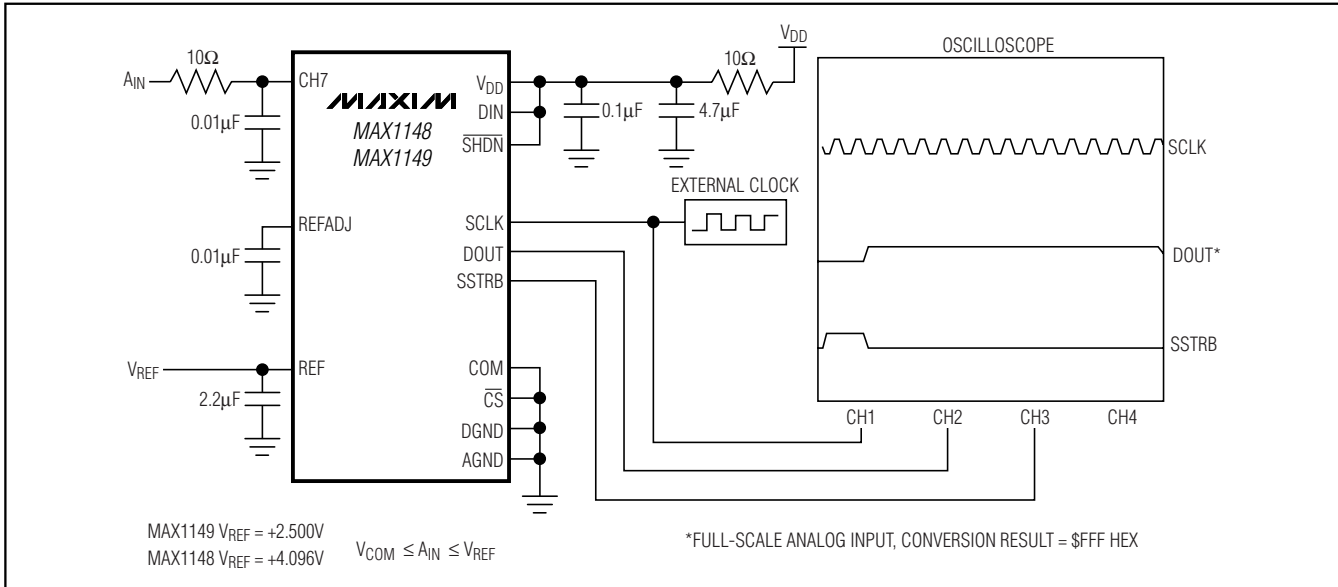 OSCILLOSCOPE
VDD
10Ω
10Ω
AIN
CH7
VDD
MAXIM
DIN
0.01µF
MAX1148
SHDN
0.1µF
4.7µF
MAX1149
SCLK
EXTERNAL CLOCK
REFADJ
SCLK
DOUT
DOUT*
0.01µF
SSTRB
SSTRB
VREF
REF
COM
2.2µF
CS
CH1
CH2
CH3
CH4
DGND
AGND
MAX1149 VREF = +2.500V
MAX1148 VREF = +4.096V
VCOM ≤ AIN ≤ VREF
*FULL-SCALE ANALOG INPUT, CONVERSION RESULT = $FFF HEX